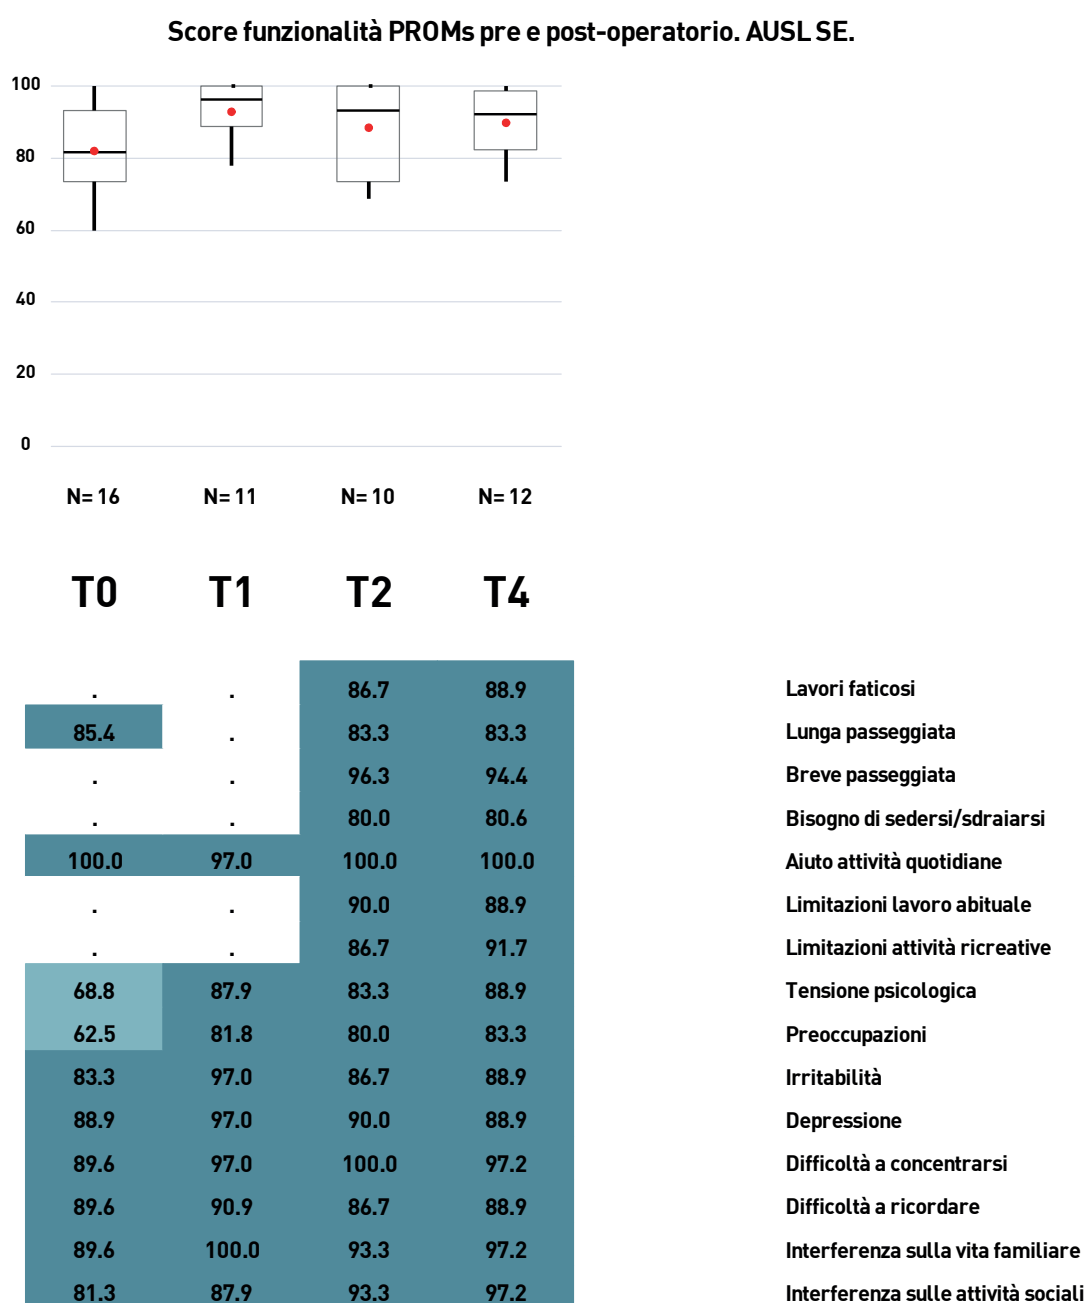 Score funzionalità PROMs pre e post-operatorio. AUSL SE.
100
80
60
40
20
0
N= 16 N= 11 N= 10 N= 12
T0 T1 T2 T4
. . 86.7 88.9 Lavori faticosi
85.4 . 83.3 83.3 Lunga passeggiata
. . 96.3 94.4 Breve passeggiata
. . 80.0 80.6 Bisogno di sedersi/sdraiarsi
100.0 97.0 100.0 100.0 Aiuto attività quotidiane
. . 90.0 88.9 Limitazioni lavoro abituale
. . 86.7 91.7 Limitazioni attività ricreative
68.8 87.9 83.3 88.9 Tensione psicologica
62.5 81.8 80.0 83.3 Preoccupazioni
83.3 97.0 86.7 88.9 Irritabilità
88.9 97.0 90.0 88.9 Depressione
89.6 97.0 100.0 97.2 Difficoltà a concentrarsi
89.6 90.9 86.7 88.9 Difficoltà a ricordare
89.6 100.0 93.3 97.2 Interferenza sulla vita familiare
81.3 87.9 93.3 97.2 Interferenza sulle attività sociali